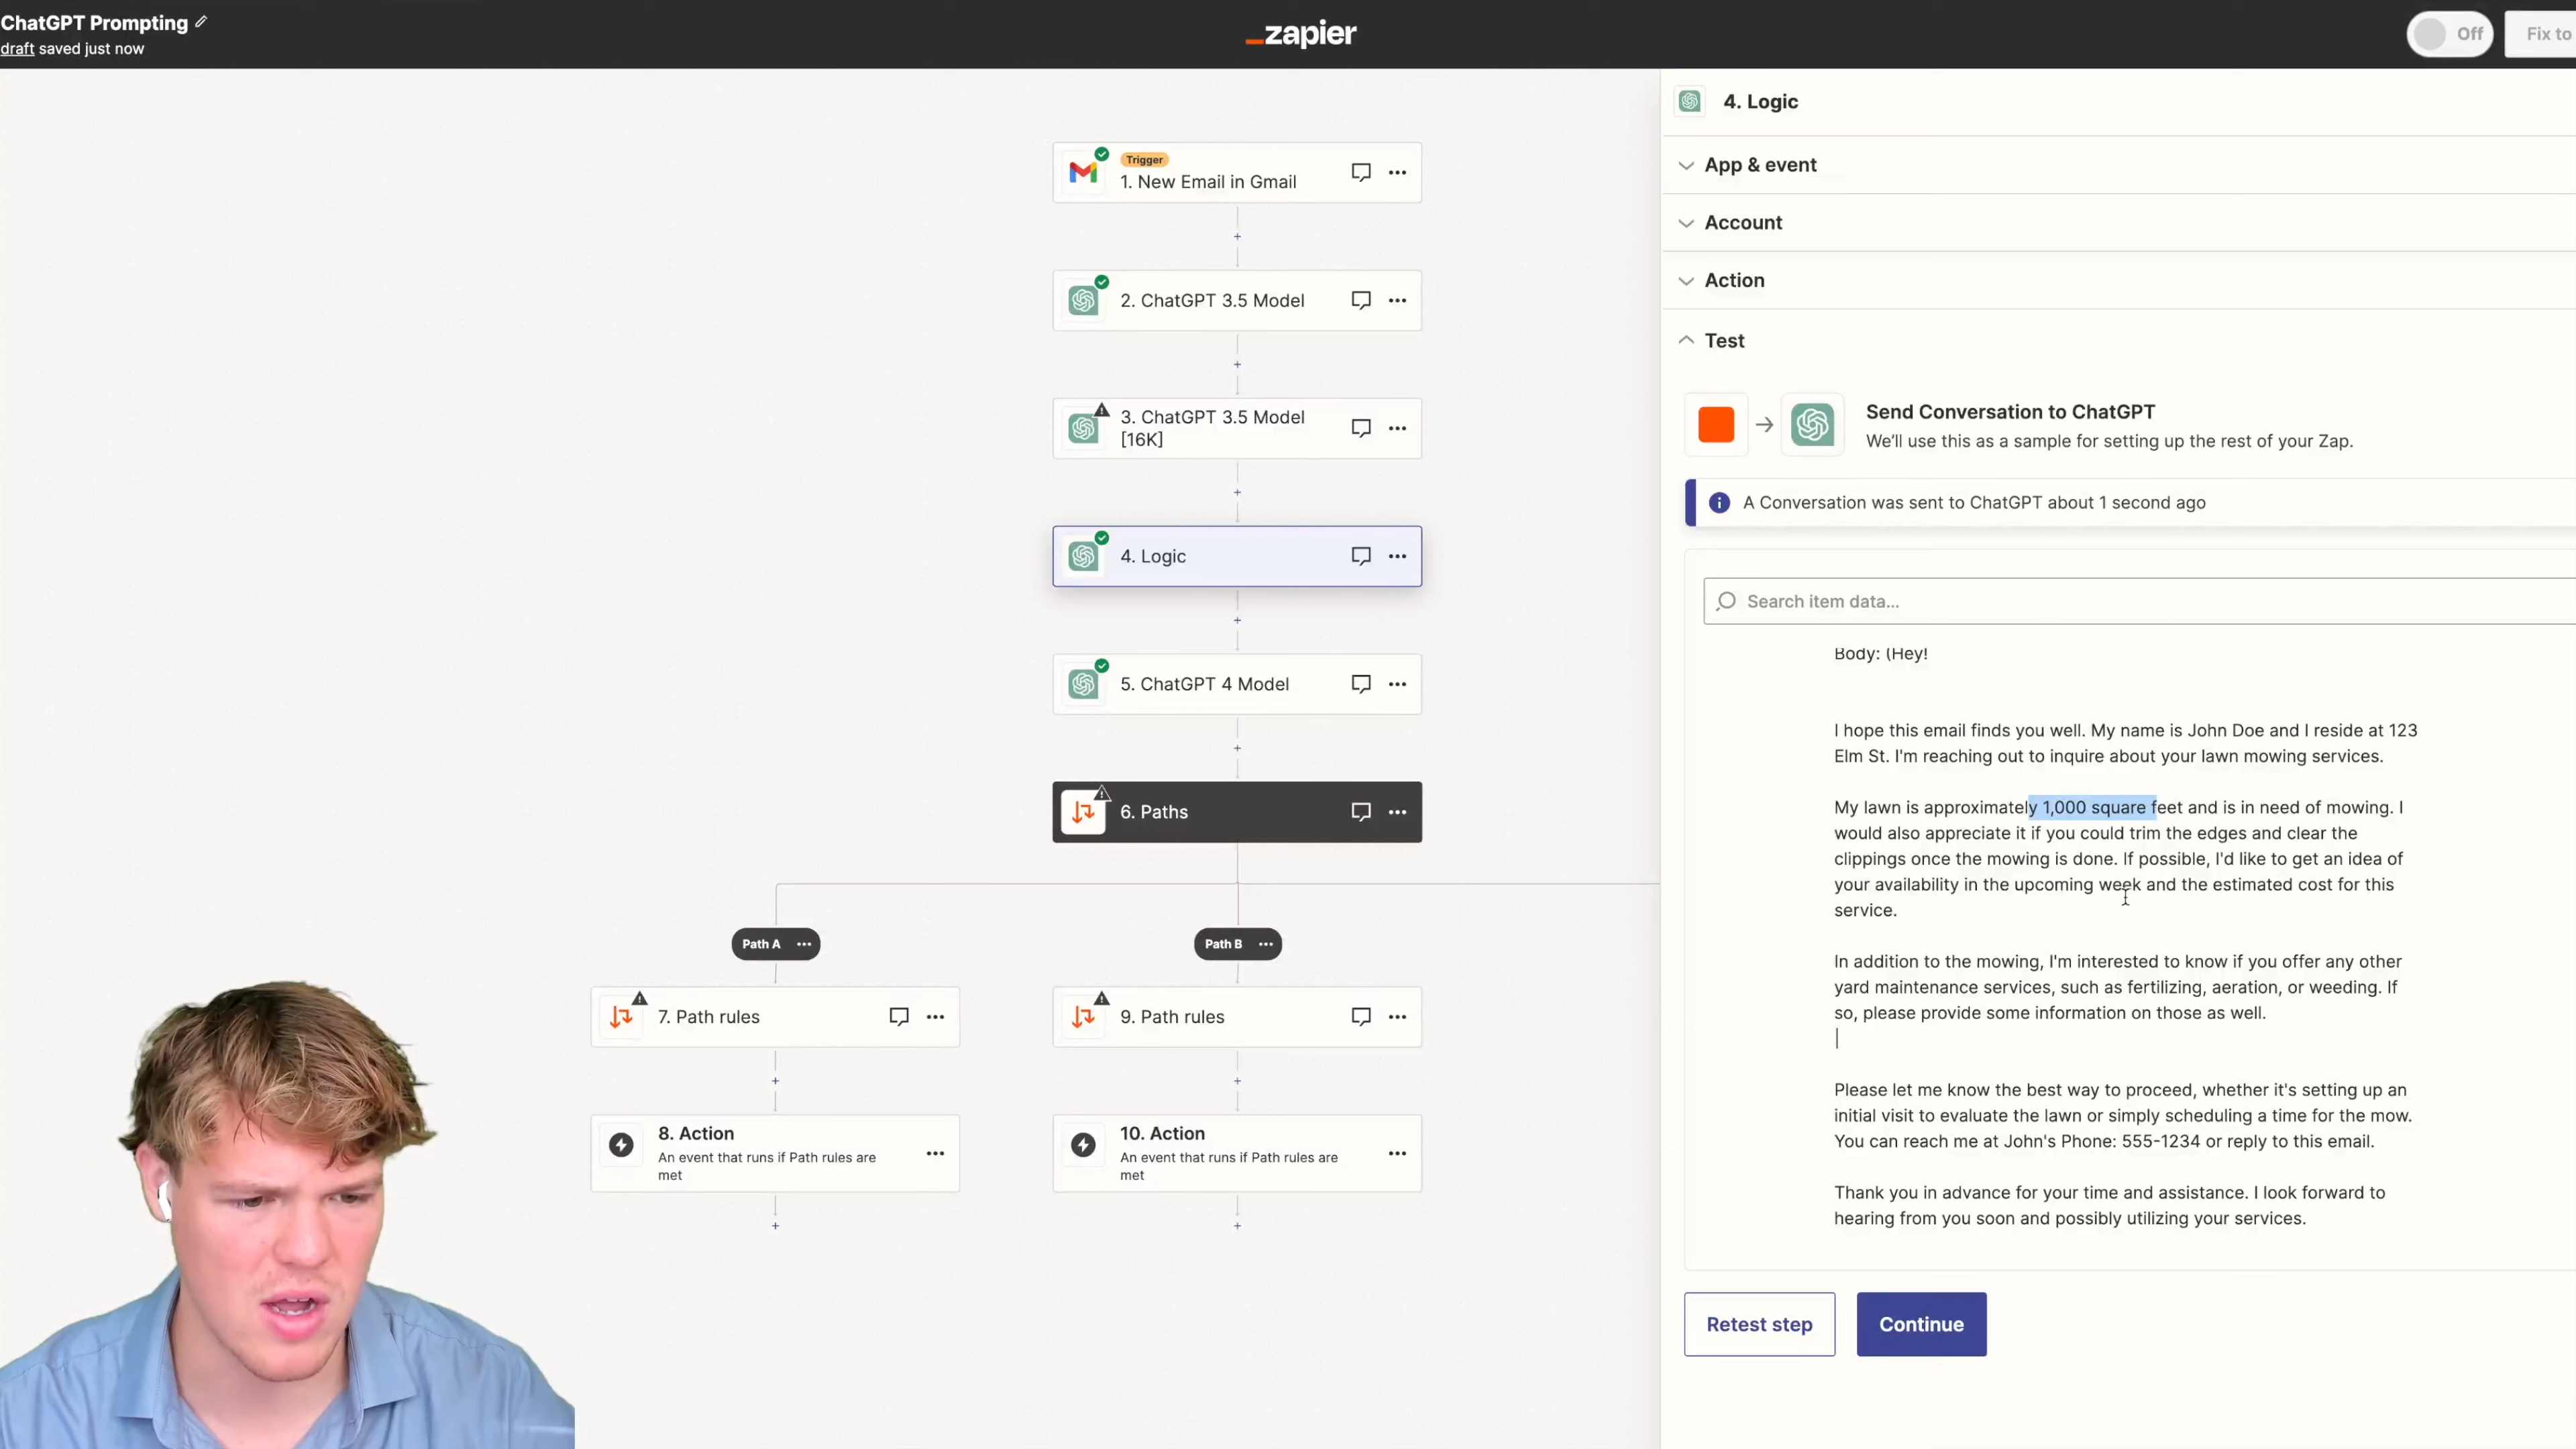 ChatGPT Prompting
draft saved just now
zapier
Off
Fix to
Trigger
1. New Email in Gmail
2. ChatGPT 3.5 Model
3. ChatGPT 3.5 Model
[16K]
4. Logic
5. ChatGPT 4 Model
6. Paths
Path A
Path B
7. Path rules
9. Path rules
8. Action
An event that runs if Path rules are
met
10. Action
An event that runs if Path rules are
met
4. Logic
App & event
Account
Action
Test
Send Conversation to ChatGPT
We'll use this as a sample for setting up the rest of your Zap.
A Conversation was sent to ChatGPT about 1 second ago
Search item data...
Body: (Hey!
I hope this email finds you well. My name is John Doe and I reside at 123
Elm St. I'm reaching out to inquire about your lawn mowing services.
My lawn is approximately 1,000 square feet and is in need of mowing. I
would also appreciate it if you could trim the edges and clear the
clippings once the mowing is done. If possible, I'd like to get an idea of
your availability in the upcoming week and the estimated cost for this
service.
In addition to the mowing, I'm interested to know if you offer any other
yard maintenance services, such as fertilizing, aeration, or weeding. If
so, please provide some information on those as well.
Please let me know the best way to proceed, whether it's setting up an
initial visit to evaluate the lawn or simply scheduling a time for the mow.
You can reach me at John's Phone: 555-1234 or reply to this email.
Thank you in advance for your time and assistance. I look forward to
hearing from you soon and possibly utilizing your services.
Retest step
Continue